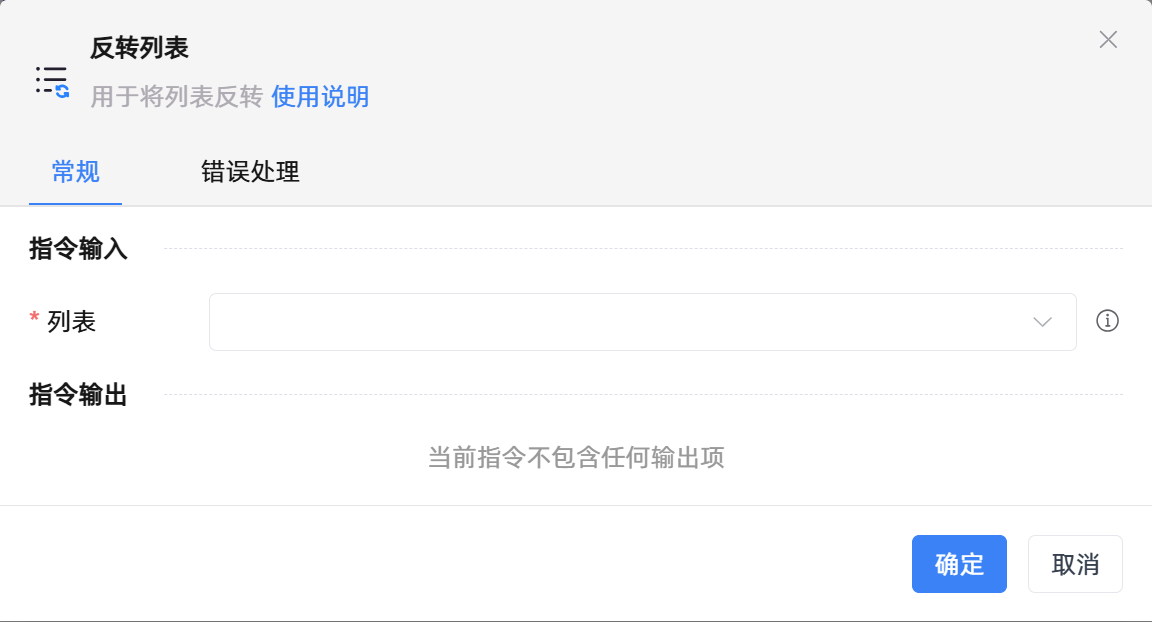 反转列表
用于将列表反转 使用说明
常规 错误处理
指令输入
* 列表
指令输出
当前指令不包含任何输出项
确定 取消